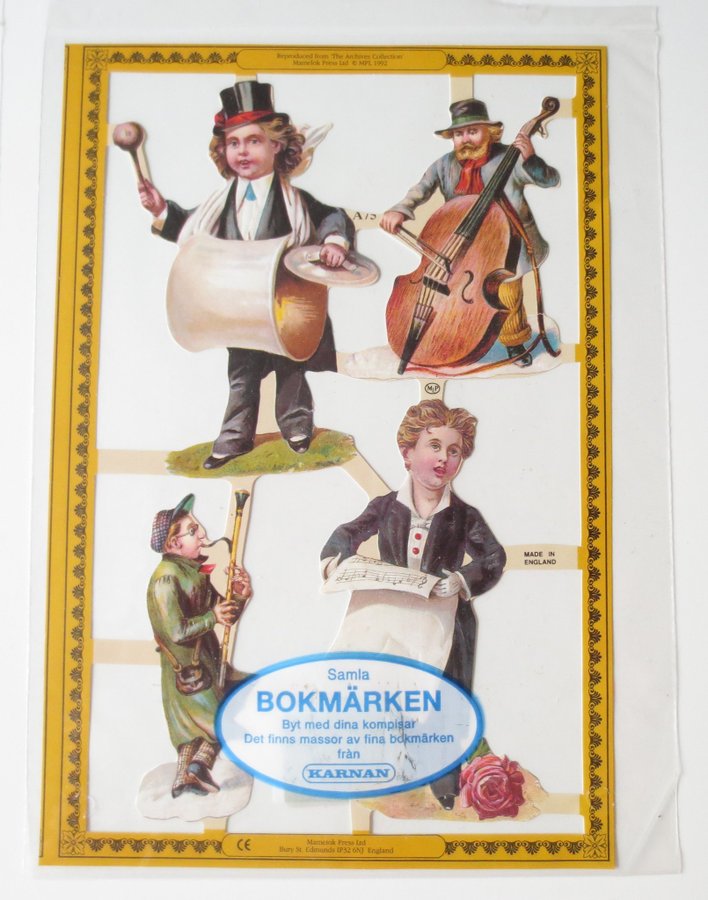 Reproduced from 'The Archives Collection'
Mamelok Press Ltd © MPL 1992
A75
MP
MADE IN
ENGLAND
Samla
BOKMÄRKEN
Byt med dina kompisar
Det finns massor av fina bokmärken
från
KARNAN
CE
Mamelok Press Ltd
Bury St. Edmunds IP32 6NJ England